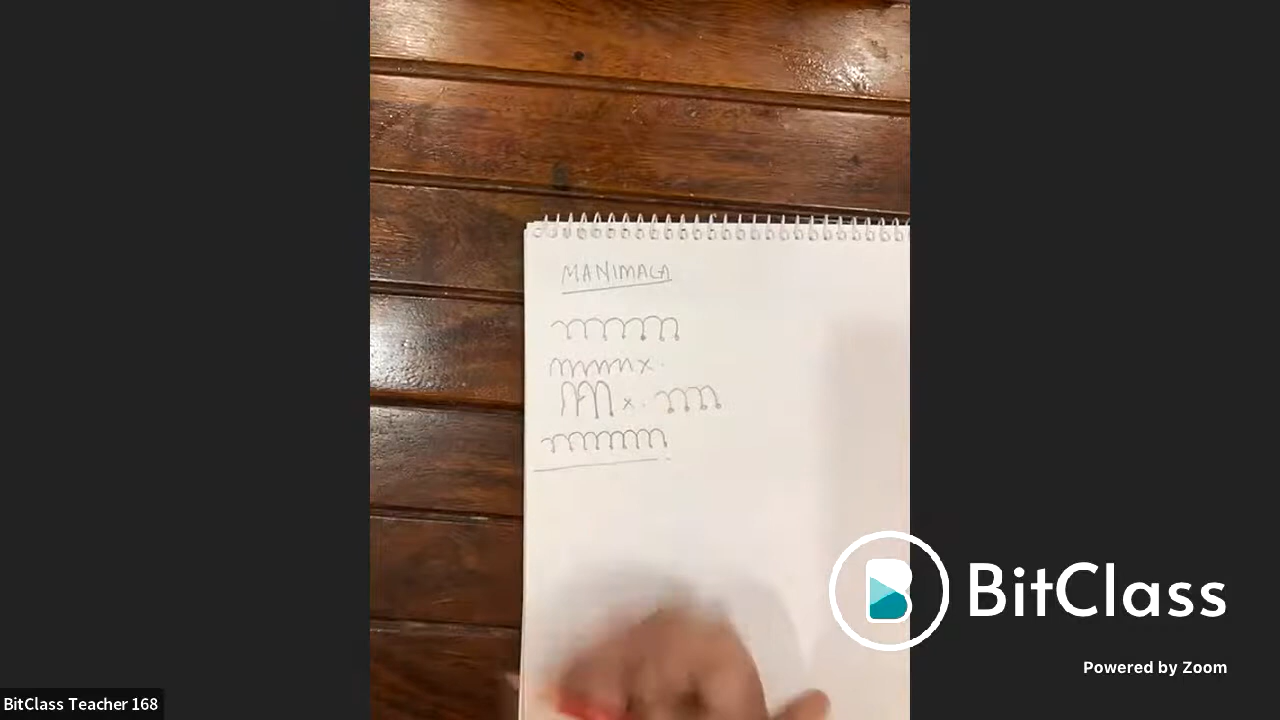 MANIMALA
x.
x.
BitClass
Powered by Zoom
BitClass Teacher 168